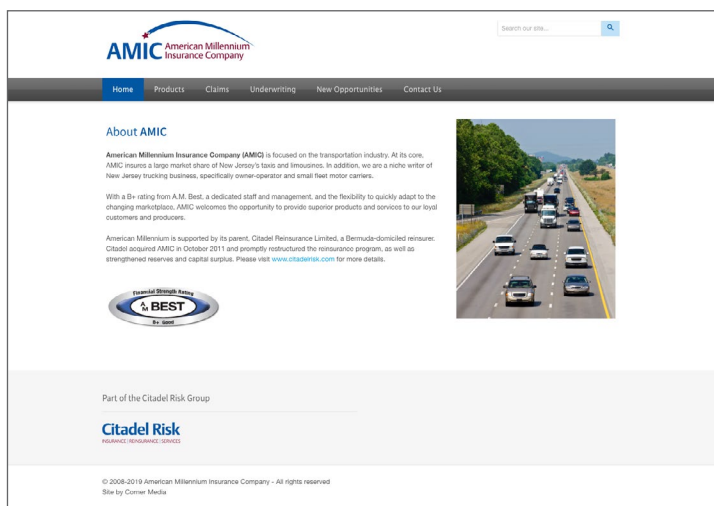 AMIC American Millennium
Insurance Company
Search our site...
Home Products Claims Underwriting New Opportunities Contact Us
About AMIC
American Millennium Insurance Company (AMIC) is focused on the transportation industry. At its core,
AMIC insures a large market share of New Jersey's taxis and limousines. In addition, we are a niche writer of
New Jersey trucking business, specifically owner-operator and small fleet motor carriers.
With a B+ rating from A.M. Best, a dedicated staff and management, and the flexibility to quickly adapt to the
changing marketplace, AMIC welcomes the opportunity to provide superior products and services to our loyal
customers and producers.
American Millennium is supported by its parent, Citadel Reinsurance Limited, a Bermuda-domiciled reinsurer.
Citadel acquired AMIC in October 2011 and promptly restructured the reinsurance program, as well as
strengthened reserves and capital surplus. Please visit www.citadelrisk.com for more details.
Financial Strength Rating
AM BEST
B+ Good
Part of the Citadel Risk Group
Citadel Risk
INSURANCE | REINSURANCE | SERVICES
© 2008-2019 American Millennium Insurance Company - All rights reserved
Site by Corner Media